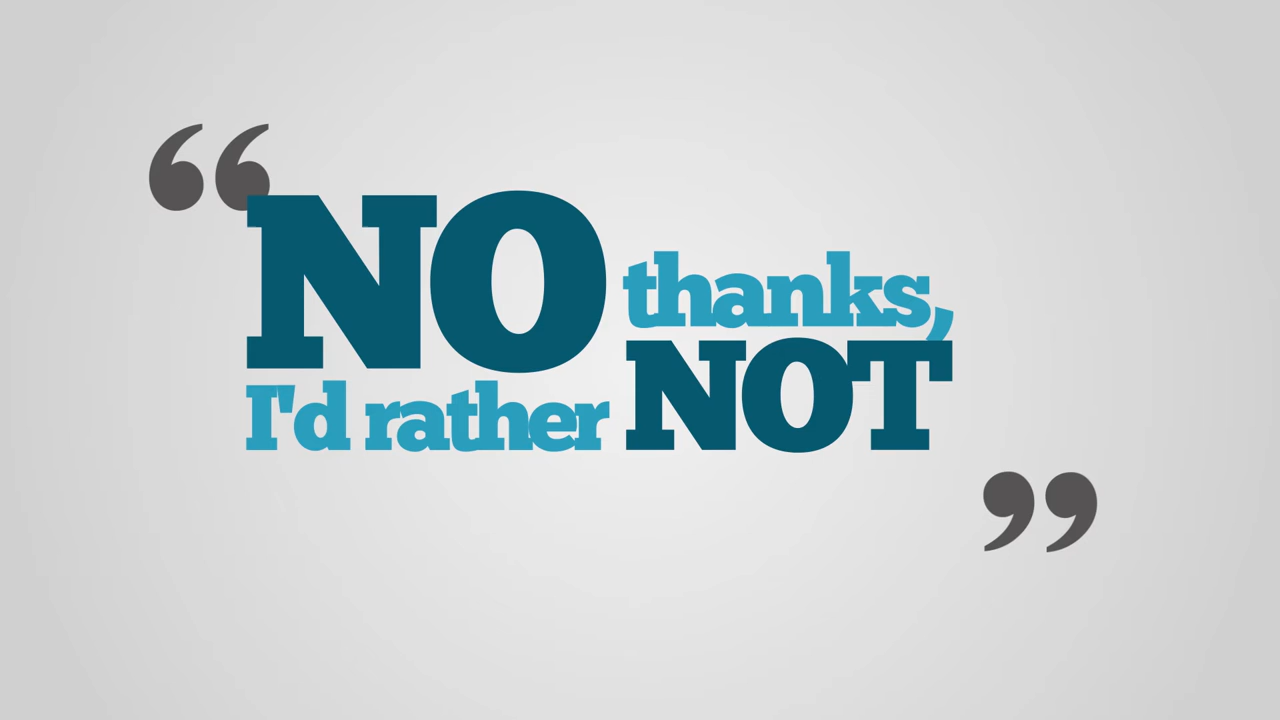 “NO thanks,
I'd rather NOT”